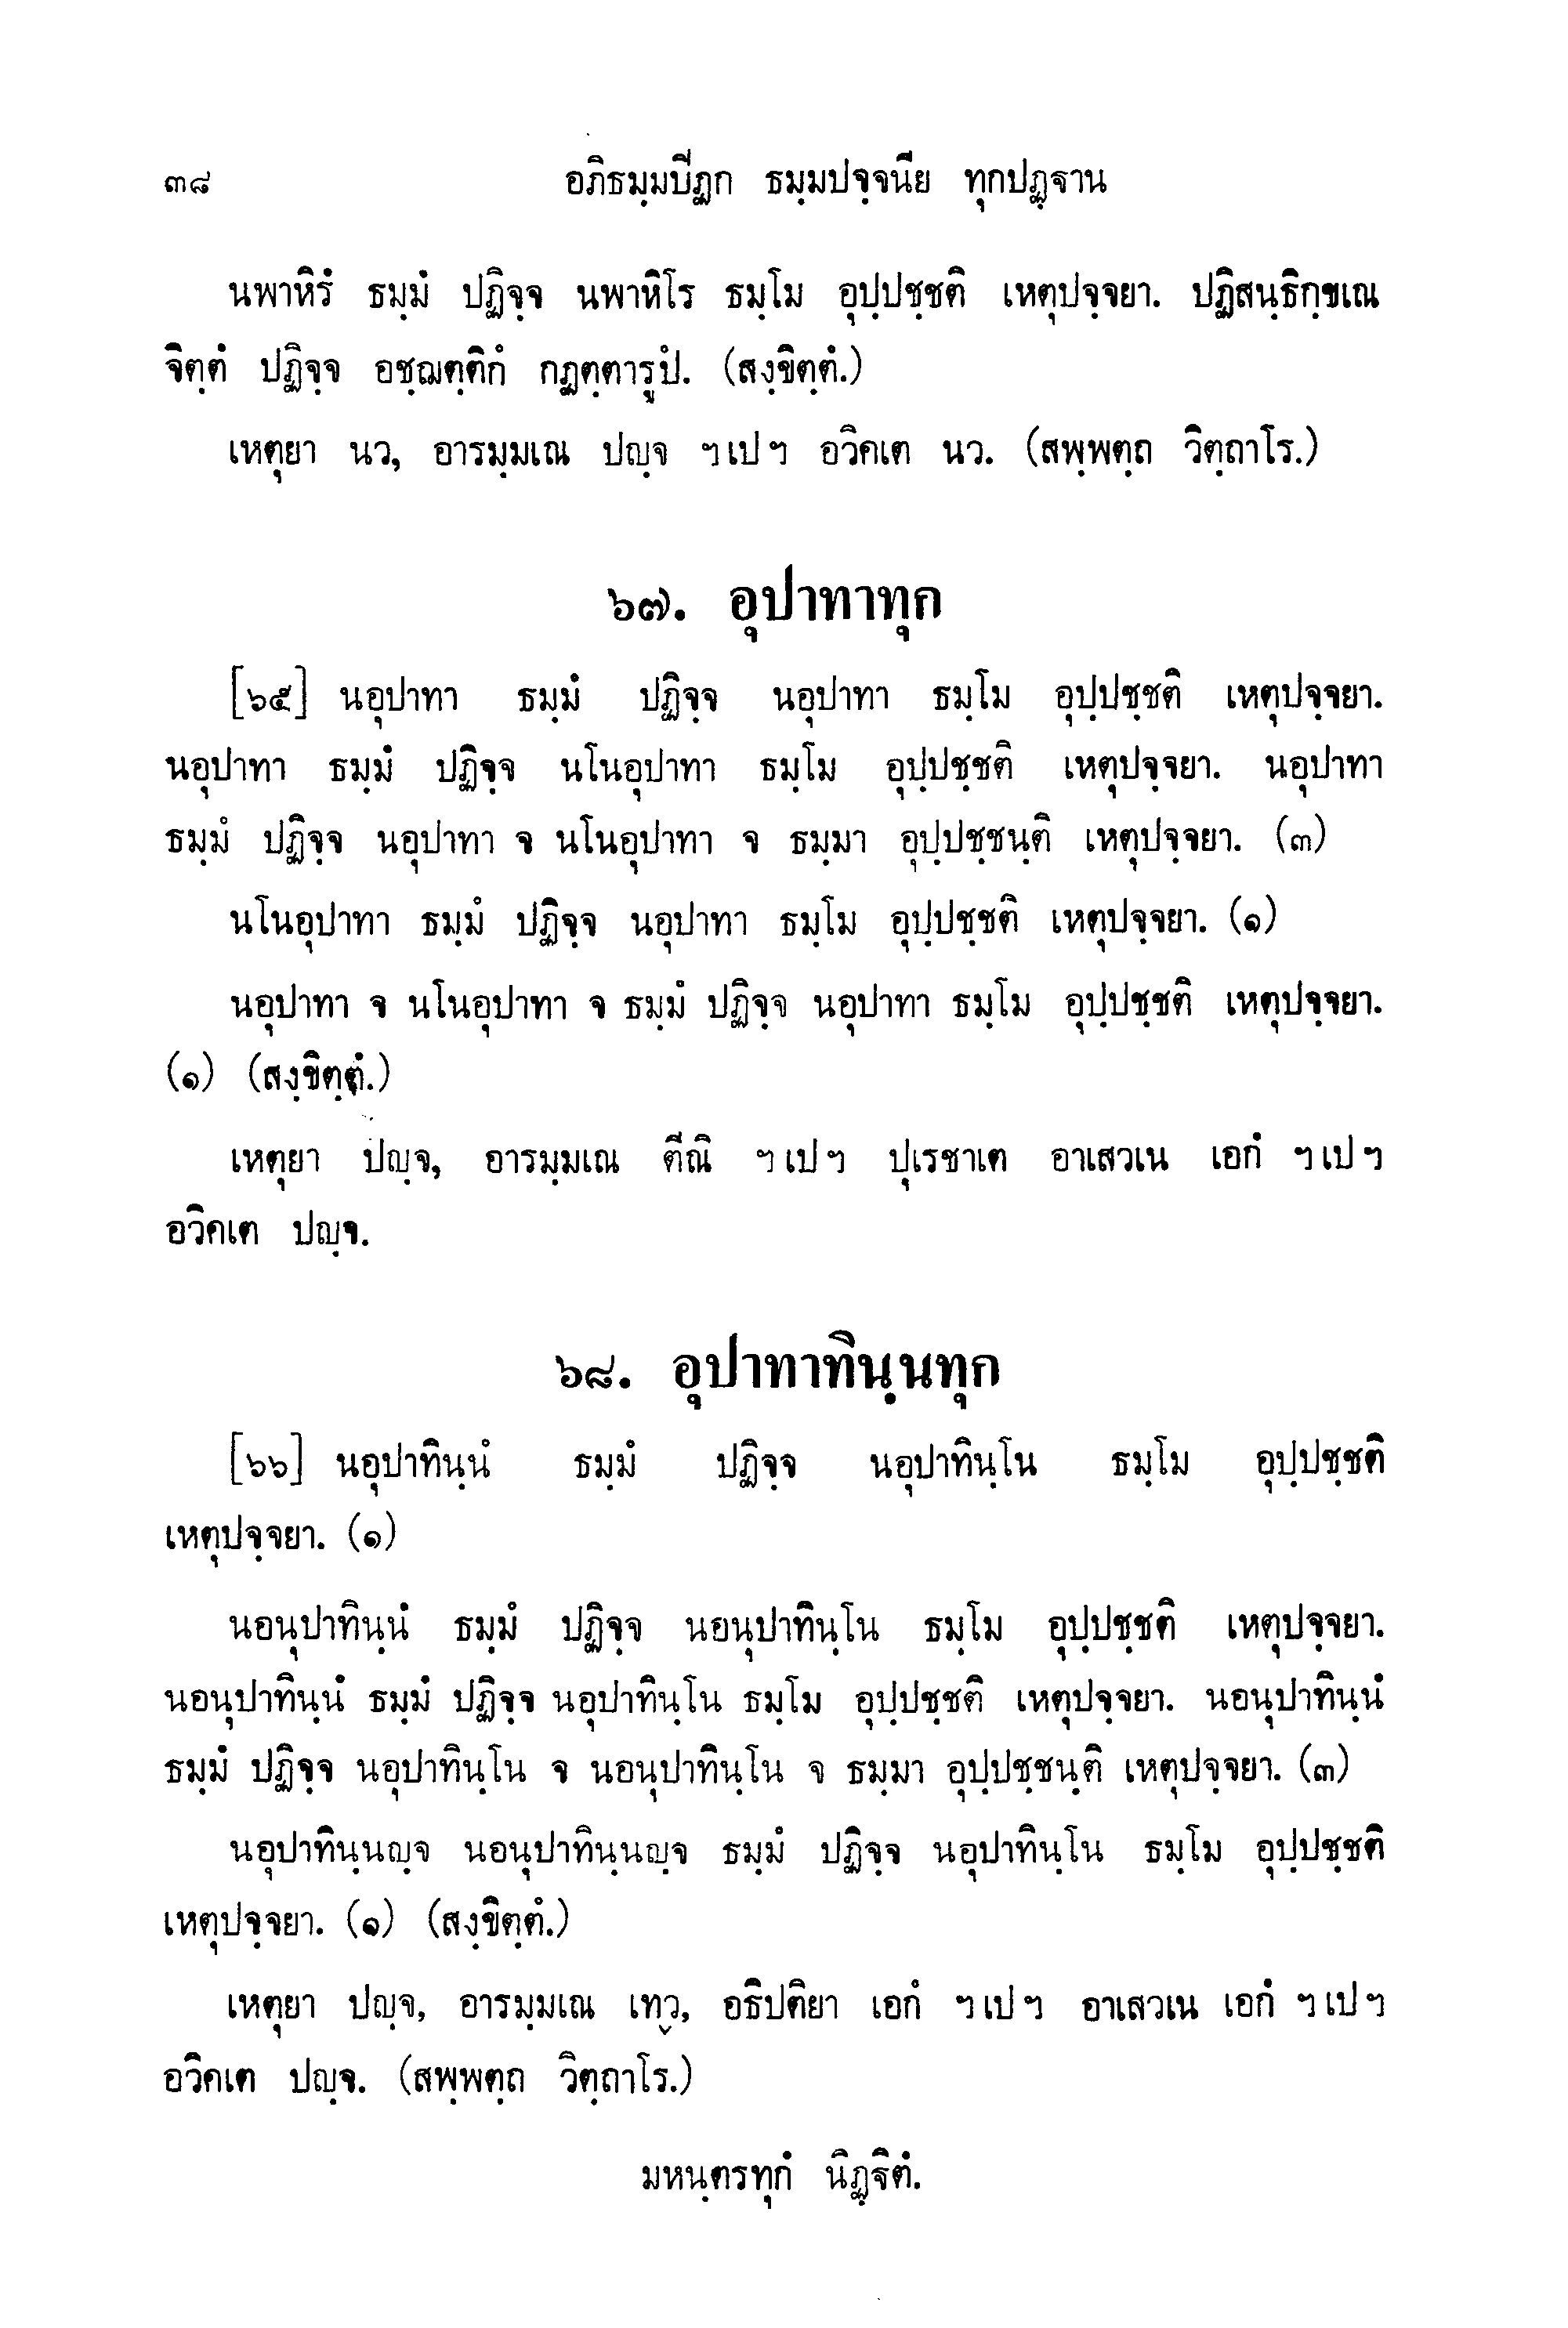 ๓๘ อภิธมฺมปีฏก ธมฺมปจฺจนีย ทุกปฏฺฐาน
นพาหิรํ ธมฺมํ ปฏิจฺจ นพาหิโร ธมฺโม อุปฺปชฺชติ เหตุปจฺจยา. ปฏิสนฺธิกฺขเณ
จิตฺตํ ปฏิจฺจ อชฺฌตฺติกํ กฏตฺตารูปํ. (สงฺขิตฺตํ.)
เหตุยา นว, อารมฺมเณ ปญฺจ ฯเปฯ อวิคเต นว. (สพฺพตฺถ วิตฺถาโร.)
๖๗. อุปาทาทุก
[๖๕] นอุปาทา ธมฺมํ ปฏิจฺจ นอุปาทา ธมฺโม อุปฺปชฺชติ เหตุปจฺจยา.
นอุปาทา ธมฺมํ ปฏิจฺจ นโนอุปาทา ธมฺโม อุปฺปชฺชติ เหตุปจฺจยา. นอุปาทา
ธมฺมํ ปฏิจฺจ นอุปาทา จ นโนอุปาทา จ ธมฺมา อุปฺปชฺชนฺติ เหตุปจฺจยา. (๓)
นโนอุปาทา ธมฺมํ ปฏิจฺจ นอุปาทา ธมฺโม อุปฺปชฺชติ เหตุปจฺจยา. (๑)
นอุปาทา จ นโนอุปาทา จ ธมฺมํ ปฏิจฺจ นอุปาทา ธมฺโม อุปฺปชฺชติ เหตุปจฺจยา.
(๑) (สงฺขิตฺตํ.)
เหตุยา ปญฺจ, อารมฺมเณ ตีณิ ฯเปฯ ปุเรชาเต อาเสวเน เอกํ ฯเปฯ
อวิคเต ปญฺจ.
๖๘. อุปาทาทินฺนทุก
[๖๖] นอุปาทินฺนํ ธมฺมํ ปฏิจฺจ นอุปาทินฺโน ธมฺโม อุปฺปชฺชติ
เหตุปจฺจยา. (๑)
นอนุปาทินฺนํ ธมฺมํ ปฏิจฺจ นอนุปาทินฺโน ธมฺโม อุปฺปชฺชติ เหตุปจฺจยา.
นอนุปาทินฺนํ ธมฺมํ ปฏิจฺจ นอุปาทินฺโน ธมฺโม อุปฺปชฺชติ เหตุปจฺจยา. นอนุปาทินฺนํ
ธมฺมํ ปฏิจฺจ นอุปาทินฺโน จ นอนุปาทินฺโน จ ธมฺมา อุปฺปชฺชนฺติ เหตุปจฺจยา. (๓)
นอุปาทินฺนญฺจ นอนุปาทินฺนญฺจ ธมฺมํ ปฏิจฺจ นอุปาทินฺโน ธมฺโม อุปฺปชฺชติ
เหตุปจฺจยา. (๑) (สงฺขิตฺตํ.)
เหตุยา ปญฺจ, อารมฺมเณ เทฺว, อธิปติยา เอกํ ฯเปฯ อาเสวเน เอกํ ฯเปฯ
อวิคเต ปญฺจ. (สพฺพตฺถ วิตฺถาโร.)
มหนฺตรทุกํ นิฏฺฐิตํ.